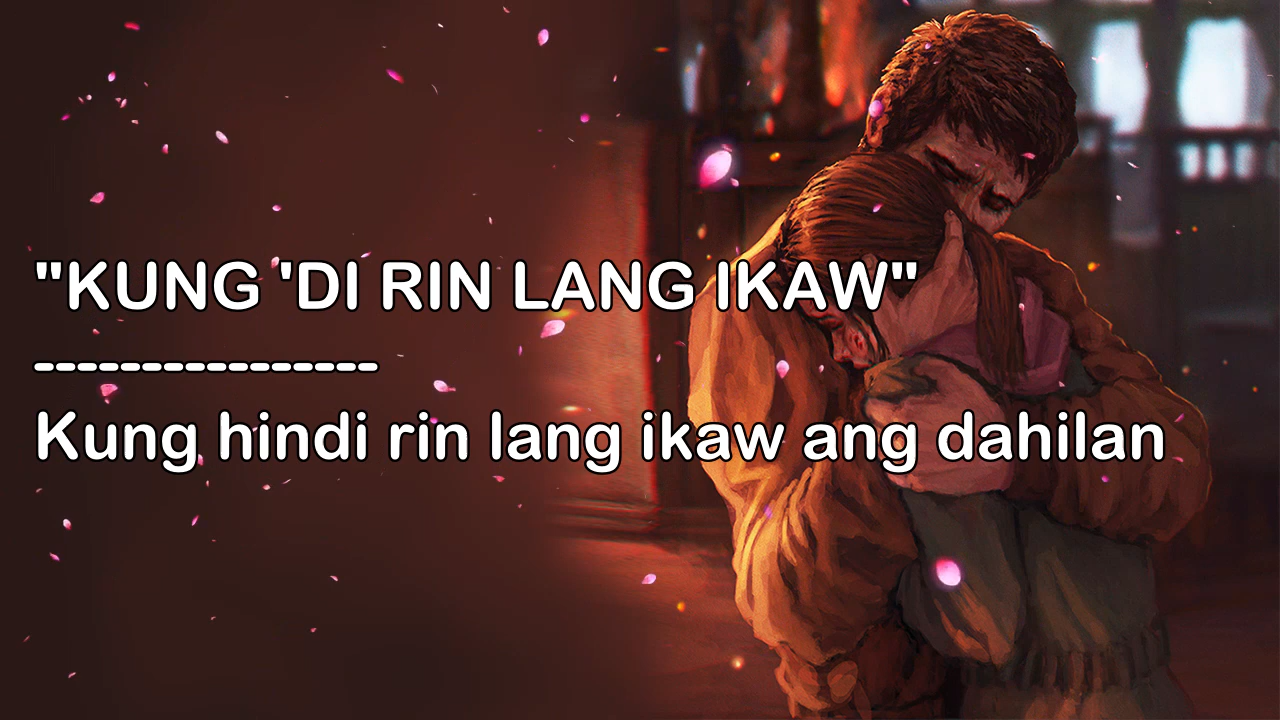 "KUNG 'DI RIN LANG IKAW"
----------------
Kung hindi rin lang ikaw ang dahilan